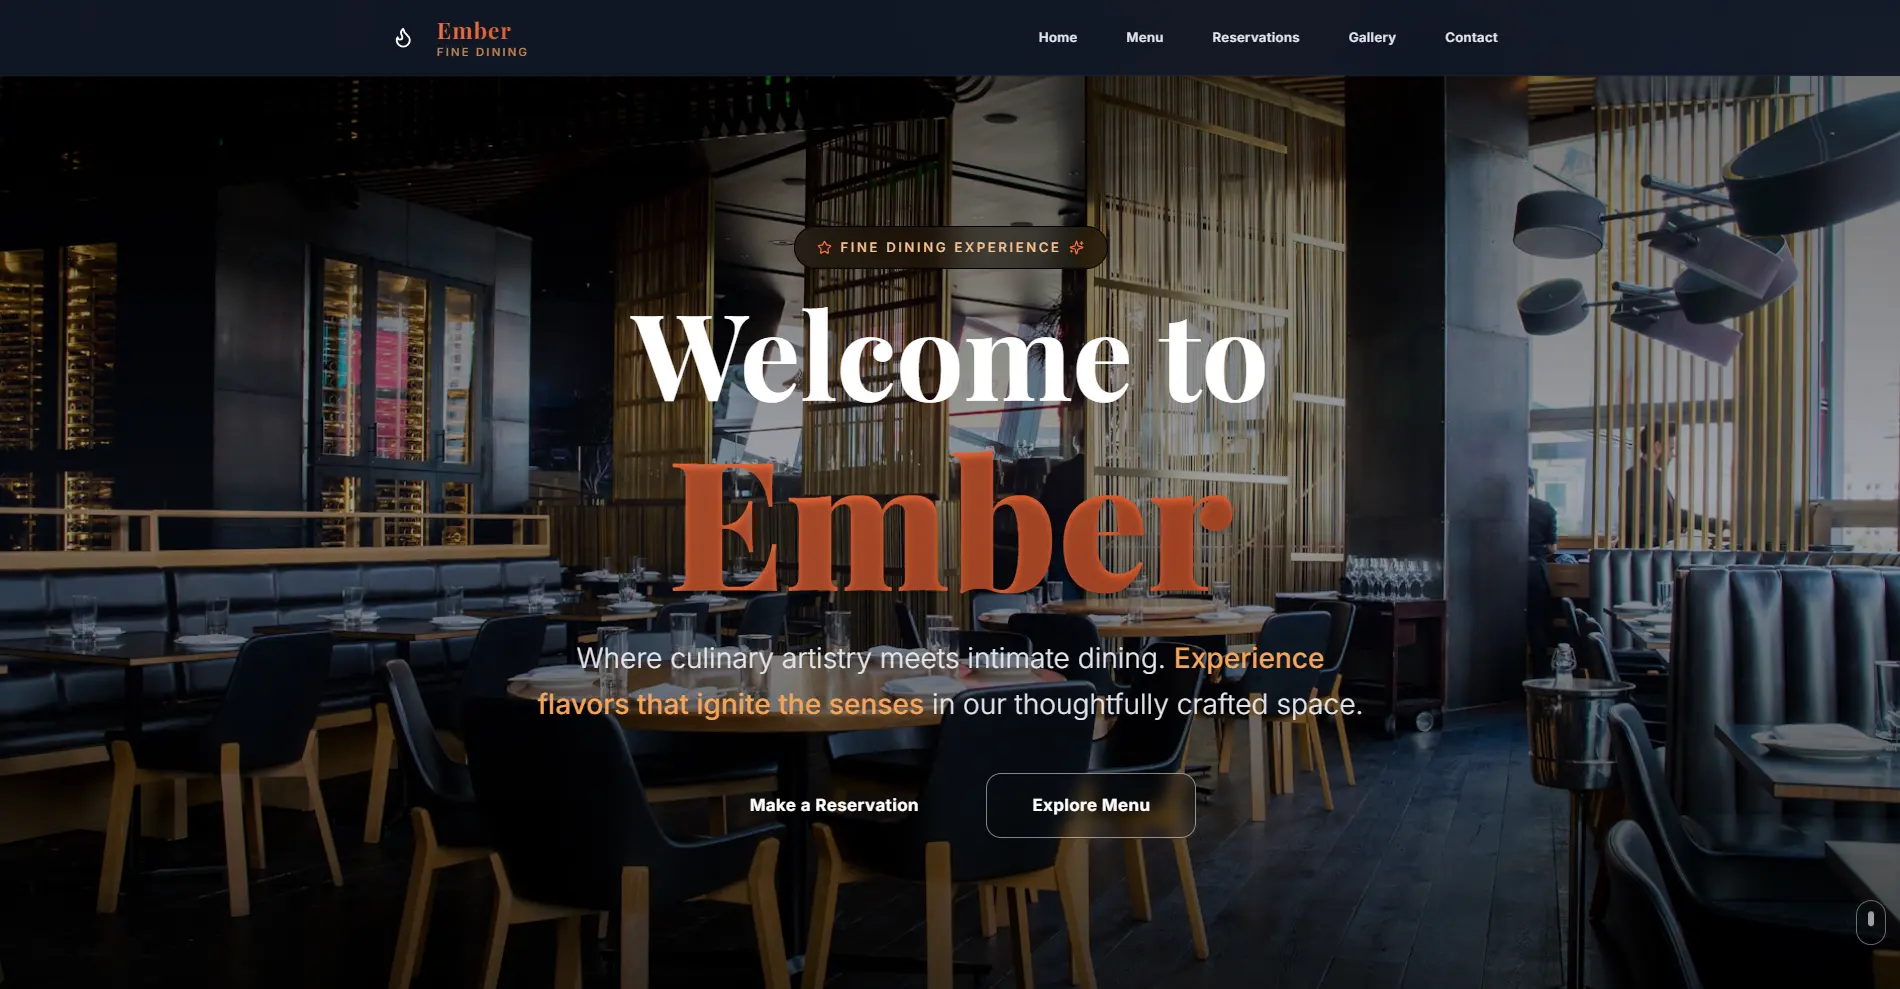 Ember
FINE DINING
Home
Menu
Reservations
Gallery
Contact
FINE DINING EXPERIENCE
Welcome to
Ember
Where culinary artistry meets intimate dining. Experience
flavors that ignite the senses in our thoughtfully crafted space.
Make a Reservation
Explore Menu